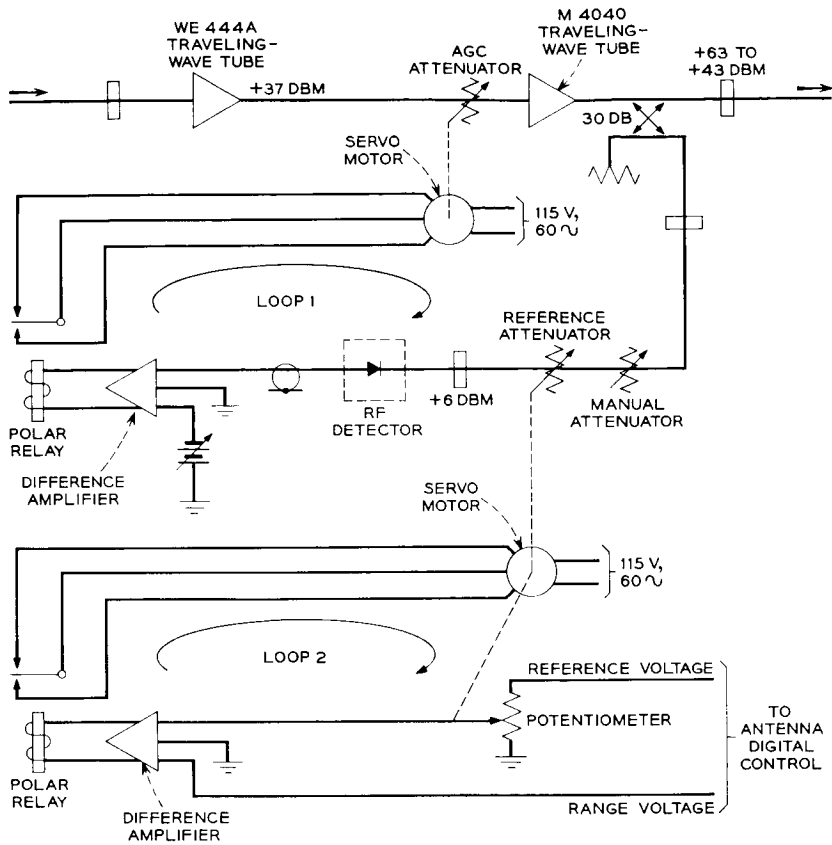 WE 444A
TRAVELING-
WAVE TUBE
+37 DBM
AGC
ATTENUATOR
M 4040
TRAVELING-
WAVE TUBE
+63 TO
+43 DBM
30 DB
SERVO
MOTOR
115 V,
60 ∿
LOOP 1
REFERENCE
ATTENUATOR
MANUAL
ATTENUATOR
+6 DBM
RF
DETECTOR
POLAR
RELAY
DIFFERENCE
AMPLIFIER
SERVO
MOTOR
115 V,
60 ∿
LOOP 2
REFERENCE VOLTAGE
POTENTIOMETER
TO
ANTENNA
DIGITAL
CONTROL
RANGE VOLTAGE
POLAR
RELAY
DIFFERENCE
AMPLIFIER